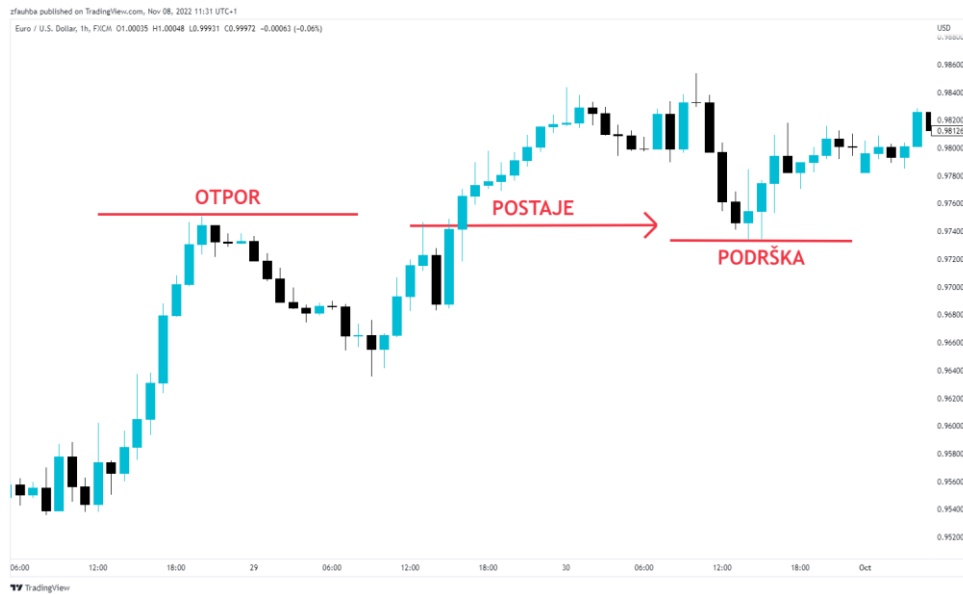 zfauhba published on TradingView.com, Nov 08, 2022 11:31 UTC+1
Euro / U.S. Dollar, 1h, FXCM O1.00035 H1.00048 L0.99931 C0.99972 −0.00063 (−0.06%)
USD
0.98800
0.98600
0.98400
0.98200
0.98126
0.98000
0.97800
0.97600
0.97400
0.97200
0.97000
0.96800
0.96600
0.96400
0.96200
0.96000
0.95800
0.95600
0.95400
0.95200
OTPOR
POSTAJE
PODRŠKA
06:00 12:00 18:00 29 06:00 12:00 18:00 30 06:00 12:00 18:00 Oct
TradingView